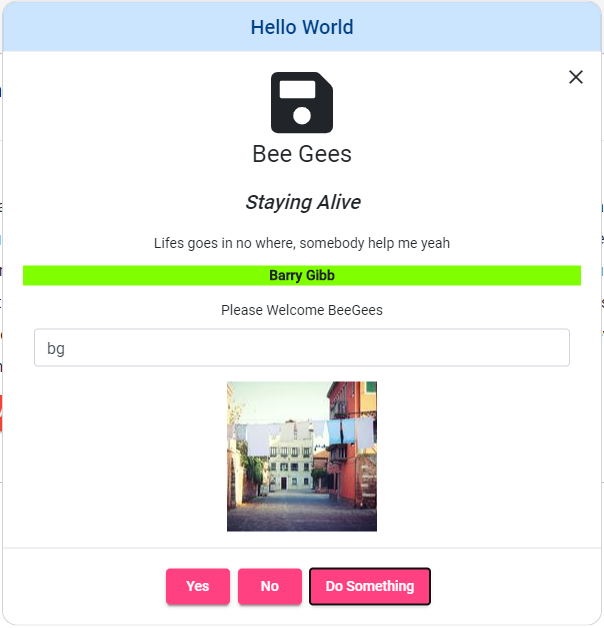 Hello World
Bee Gees
Staying Alive
Lifes goes in no where, somebody help me yeah
Barry Gibb
Please Welcome BeeGees
bg
Yes
No
Do Something